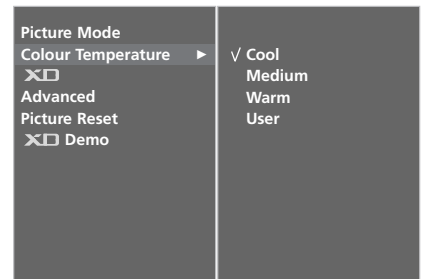 Picture Mode
Colour Temperature ►
XD
Advanced
Picture Reset
XD Demo
√ Cool
Medium
Warm
User